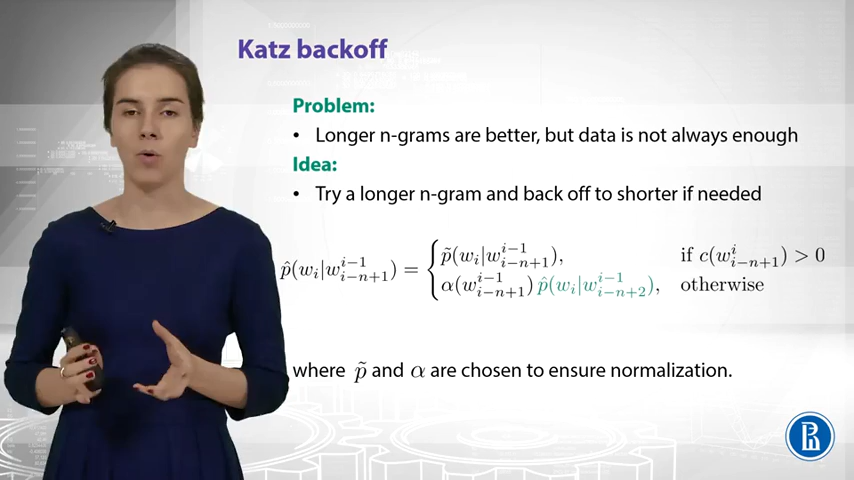 Katz backoff
Problem:
• Longer n-grams are better, but data is not always enough
Idea:
• Try a longer n-gram and back off to shorter if needed
p̂(w_i|w_{i-n+1}^{i-1}) = { p̃(w_i|w_{i-n+1}^{i-1}), if c(w_{i-n+1}^i) > 0
α(w_{i-n+1}^{i-1}) p̂(w_i|w_{i-n+2}^{i-1}), otherwise
where p̃ and α are chosen to ensure normalization.